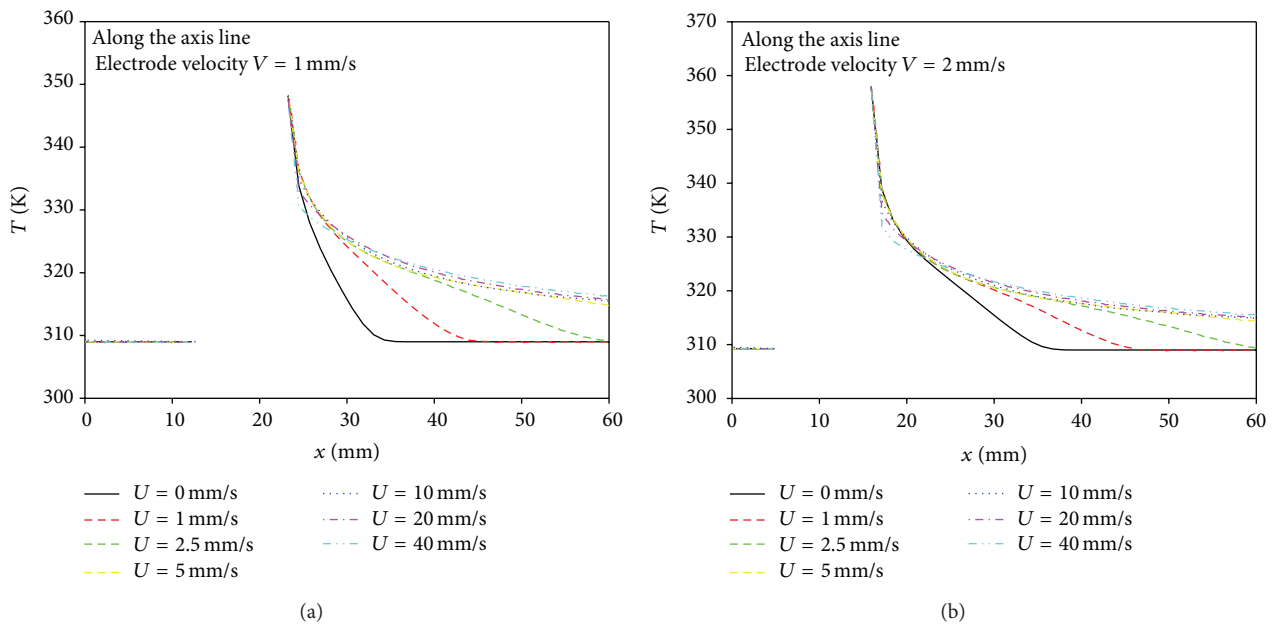 360
350
340
330
320
310
300
T (K)
Along the axis line
Electrode velocity V = 1 mm/s
0 10 20 30 40 50 60
x (mm)
U = 0 mm/s
U = 1 mm/s
U = 2.5 mm/s
U = 5 mm/s
U = 10 mm/s
U = 20 mm/s
U = 40 mm/s
(a)
370
360
350
340
330
320
310
300
T (K)
Along the axis line
Electrode velocity V = 2 mm/s
0 10 20 30 40 50 60
x (mm)
U = 0 mm/s
U = 1 mm/s
U = 2.5 mm/s
U = 5 mm/s
U = 10 mm/s
U = 20 mm/s
U = 40 mm/s
(b)